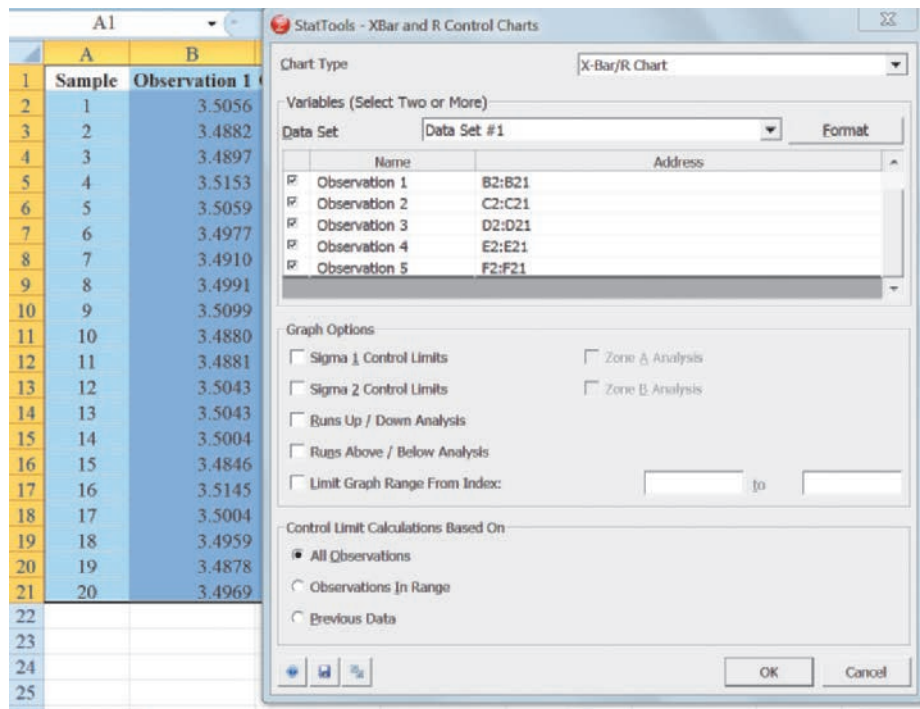 A1
A B
1 Sample Observation 1
2 1 3.5056
3 2 3.4882
4 3 3.4897
5 4 3.5153
6 5 3.5059
7 6 3.4977
8 7 3.4910
9 8 3.4991
10 9 3.5099
11 10 3.4880
12 11 3.4881
13 12 3.5043
14 13 3.5043
15 14 3.5004
16 15 3.4846
17 16 3.5145
18 17 3.5004
19 18 3.4959
20 19 3.4878
21 20 3.4969
22
23
24
25
StatTools - XBar and R Control Charts
Chart Type X-Bar/R Chart
Variables (Select Two or More)
Data Set Data Set #1 Format
Name Address
Observation 1 B2:B21
Observation 2 C2:C21
Observation 3 D2:D21
Observation 4 E2:E21
Observation 5 F2:F21
Graph Options
Sigma 1 Control Limits Zone A Analysis
Sigma 2 Control Limits Zone B Analysis
Runs Up / Down Analysis
Runs Above / Below Analysis
Limit Graph Range From Index: to
Control Limit Calculations Based On
All Observations
Observations In Range
Previous Data
OK Cancel